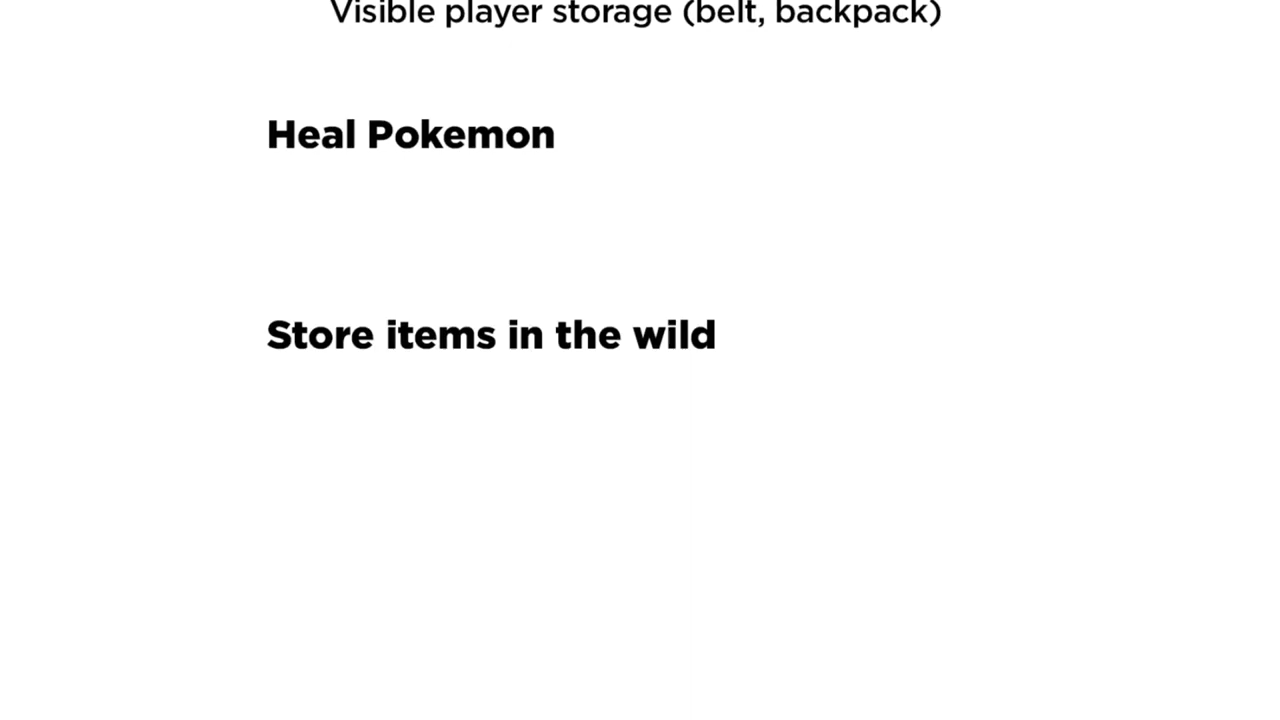 Visible player storage (belt, backpack)
Heal Pokemon
Store items in the wild